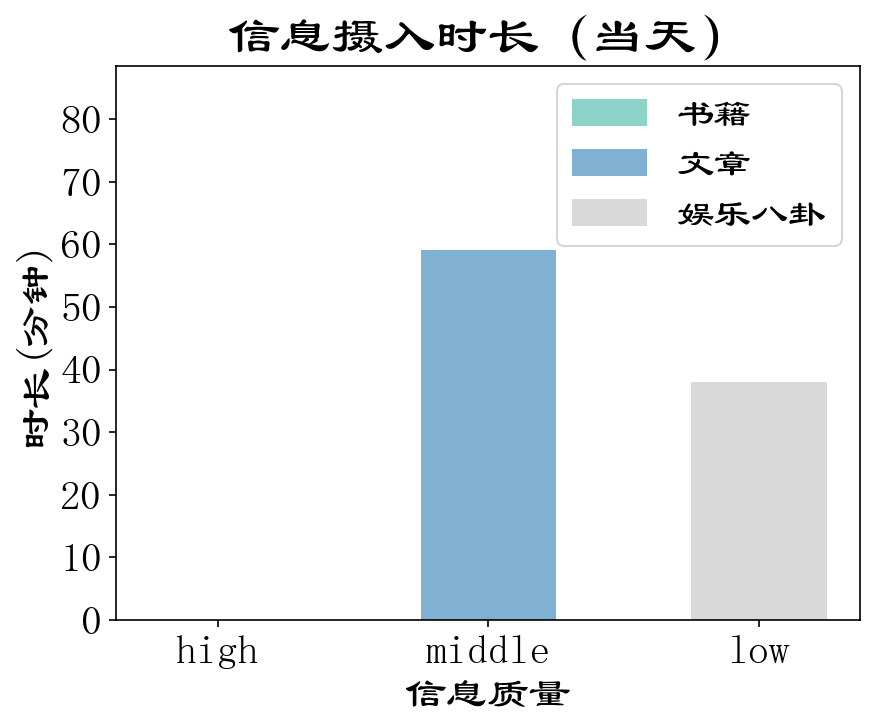 信息摄入时长（当天）
书籍
文章
娱乐八卦
时长(分钟)
80
70
60
50
40
30
20
10
0
high middle low
信息质量